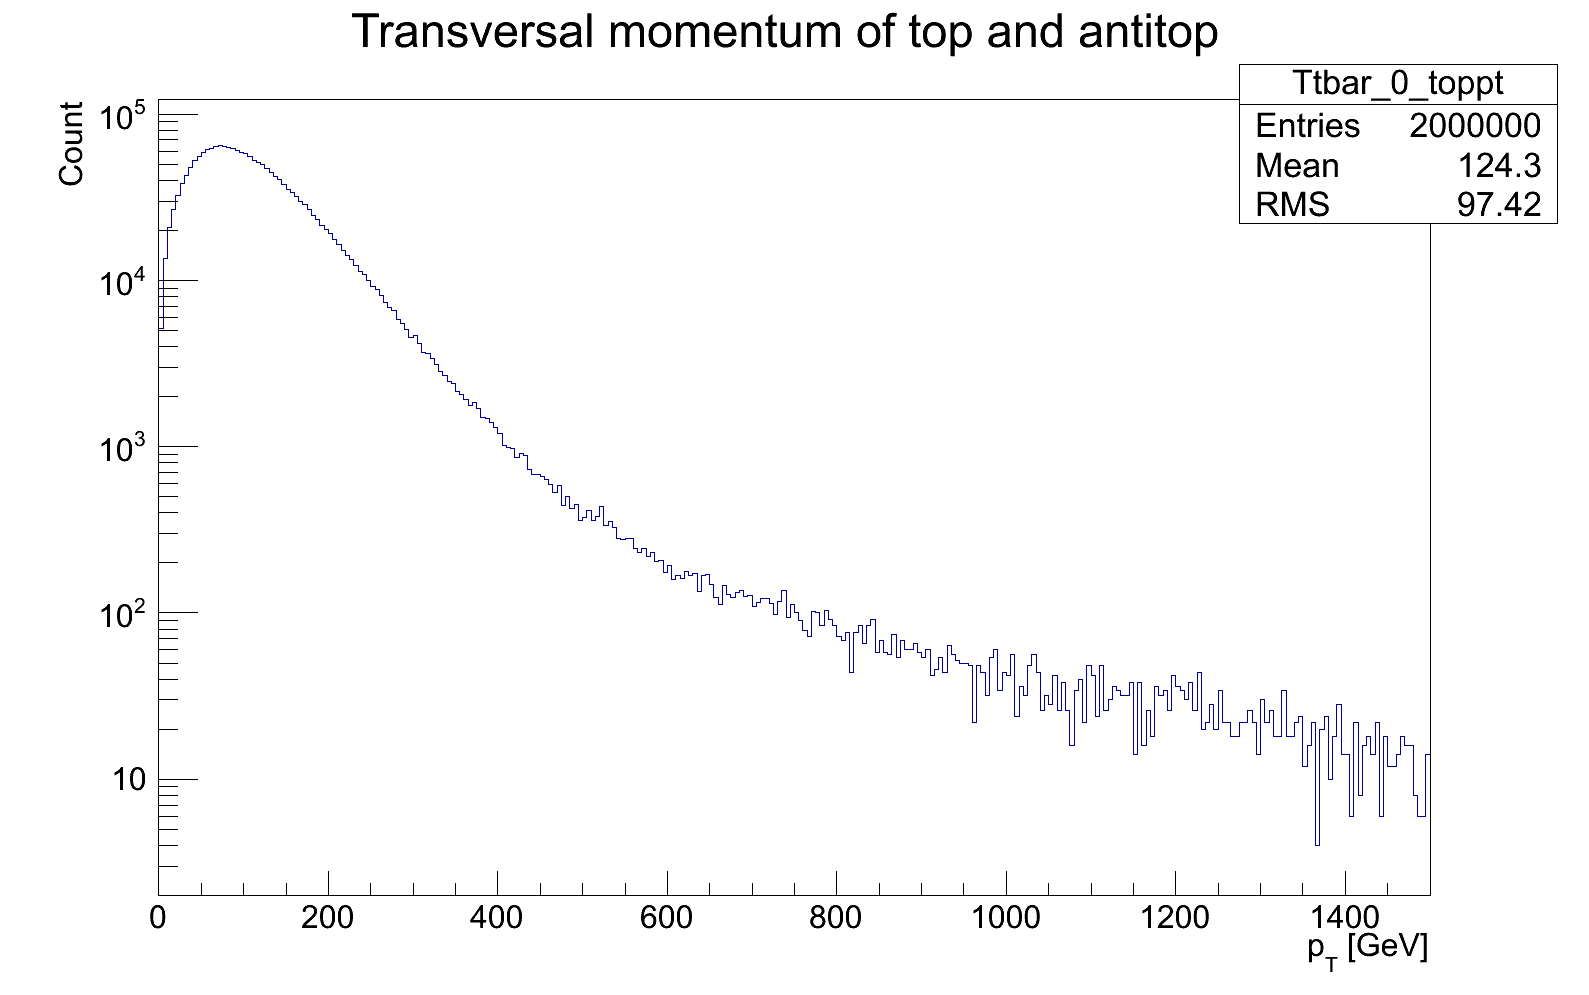 Transversal momentum of top and antitop
Ttbar_0_toppt
Entries 2000000
Mean 124.3
RMS 97.42
Count
10^5
10^4
10^3
10^2
10
0 200 400 600 800 1000 1200 1400
p_T [GeV]